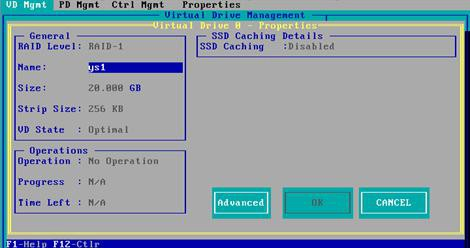 VD Mgmt PD Mgmt Ctrl Mgmt Properties
Virtual Drive Management
Virtual Drive 0 - Properties
General
RAID Level: RAID-1
Name: ys1
Size: 20.000 GB
Strip Size: 256 KB
VD State : Optimal
SSD Caching Details
SSD Caching :Disabled
Operations
Operation : No Operation
Progress : N/A
Time Left : N/A
Advanced OK CANCEL
F1-Help F12-Ctlr